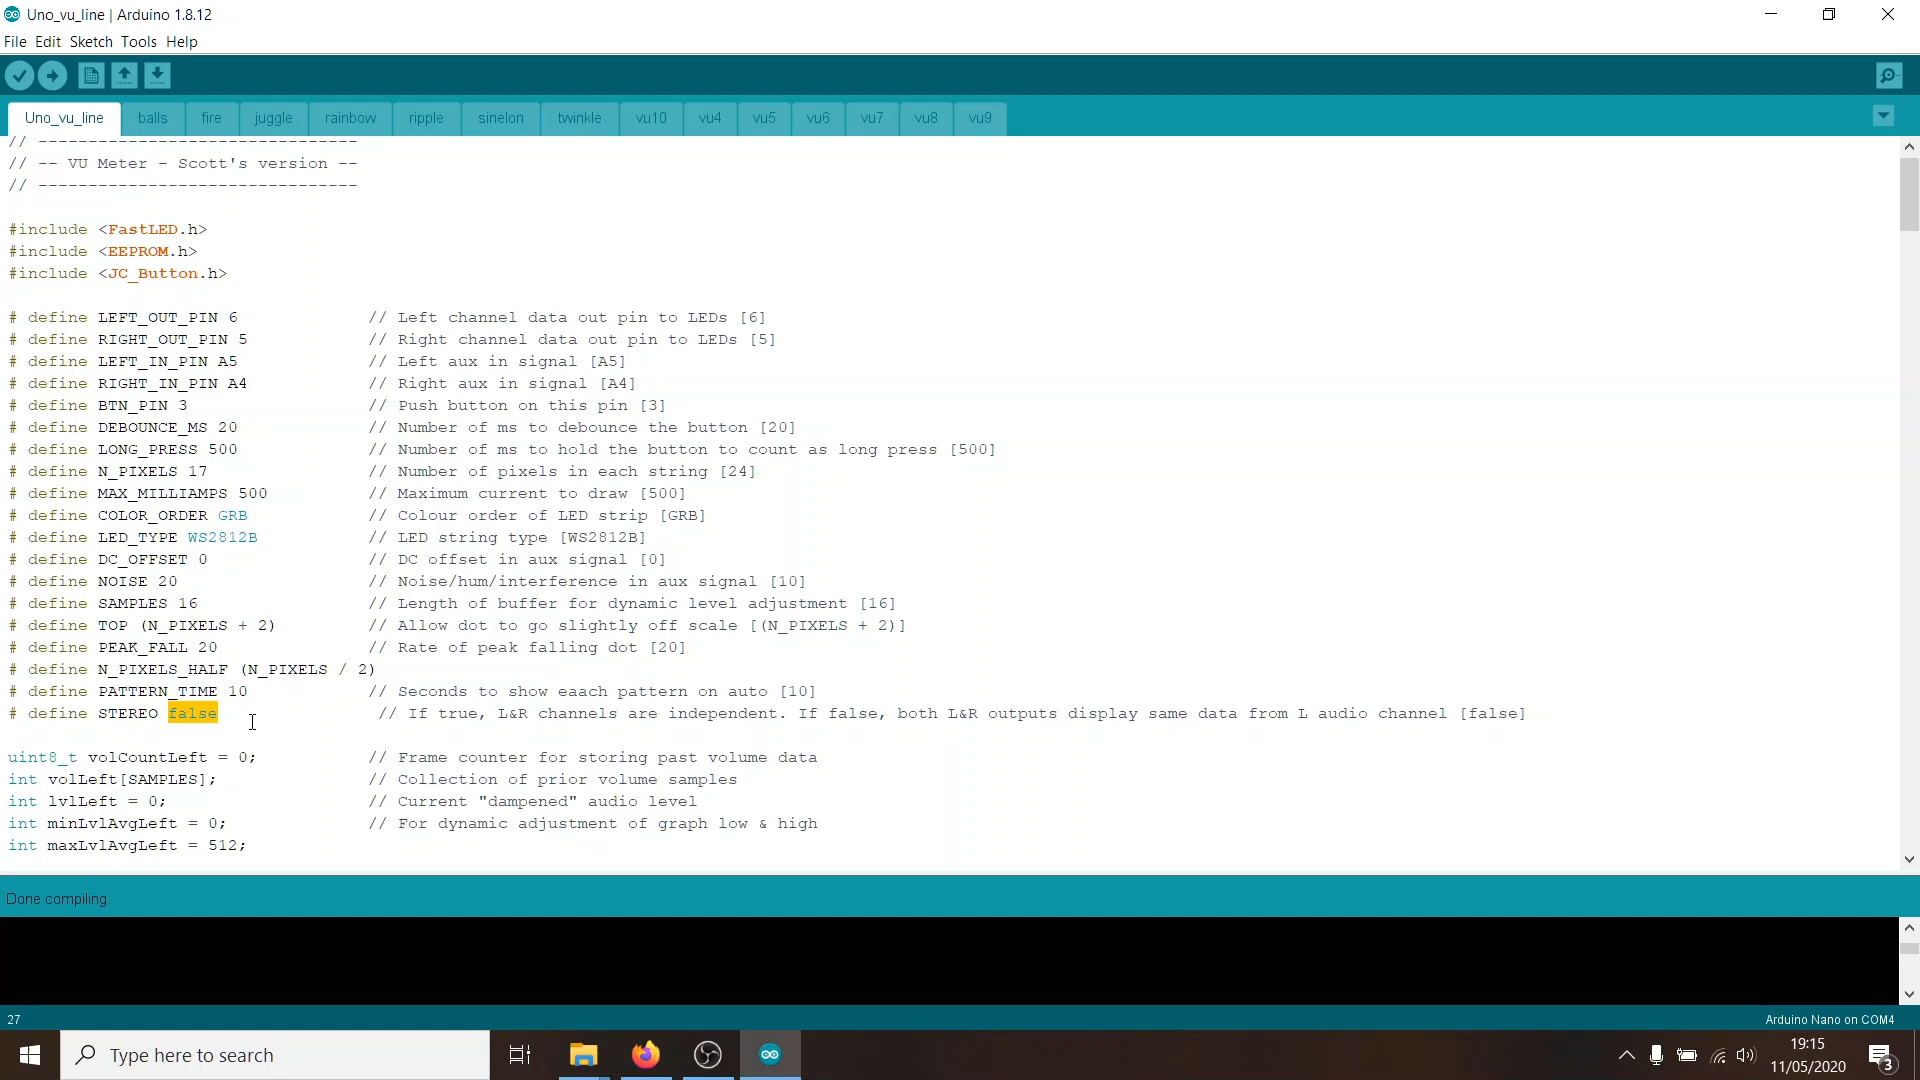 Uno_vu_line | Arduino 1.8.12
File Edit Sketch Tools Help
Uno_vu_line balls fire juggle rainbow ripple sinelon twinkle vu10 vu4 vu5 vu6 vu7 vu8 vu9
// --------------------------------
// -- VU Meter - Scott's version --
// --------------------------------
#include <FastLED.h>
#include <EEPROM.h>
#include <JC_Button.h>
# define LEFT_OUT_PIN 6 // Left channel data out pin to LEDs [6]
# define RIGHT_OUT_PIN 5 // Right channel data out pin to LEDs [5]
# define LEFT_IN_PIN A5 // Left aux in signal [A5]
# define RIGHT_IN_PIN A4 // Right aux in signal [A4]
# define BTN_PIN 3 // Push button on this pin [3]
# define DEBOUNCE_MS 20 // Number of ms to debounce the button [20]
# define LONG_PRESS 500 // Number of ms to hold the button to count as long press [500]
# define N_PIXELS 17 // Number of pixels in each string [24]
# define MAX_MILLIAMPS 500 // Maximum current to draw [500]
# define COLOR_ORDER GRB // Colour order of LED strip [GRB]
# define LED_TYPE WS2812B // LED string type [WS2812B]
# define DC_OFFSET 0 // DC offset in aux signal [0]
# define NOISE 20 // Noise/hum/interference in aux signal [10]
# define SAMPLES 16 // Length of buffer for dynamic level adjustment [16]
# define TOP (N_PIXELS + 2) // Allow dot to go slightly off scale [(N_PIXELS + 2)]
# define PEAK_FALL 20 // Rate of peak falling dot [20]
# define N_PIXELS_HALF (N_PIXELS / 2)
# define PATTERN_TIME 10 // Seconds to show eaach pattern on auto [10]
# define STEREO false // If true, L&R channels are independent. If false, both L&R outputs display same data from L audio channel [false]
uint8_t volCountLeft = 0; // Frame counter for storing past volume data
int volLeft[SAMPLES]; // Collection of prior volume samples
int lvlLeft = 0; // Current "dampened" audio level
int minLvlAvgLeft = 0; // For dynamic adjustment of graph low & high
int maxLvlAvgLeft = 512;
Done compiling.
27
Arduino Nano on COM4
Type here to search
19:15
11/05/2020
3